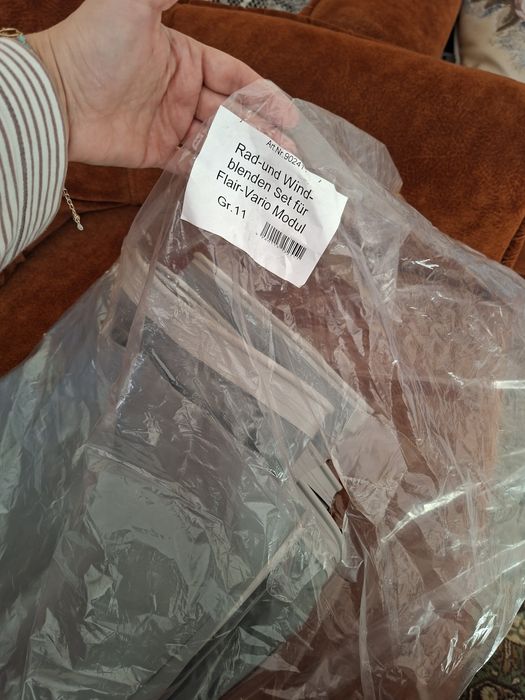 Art.Nr.9024
Rad-und Wind-
blenden Set für
Flair-Vario Modul
Gr.11